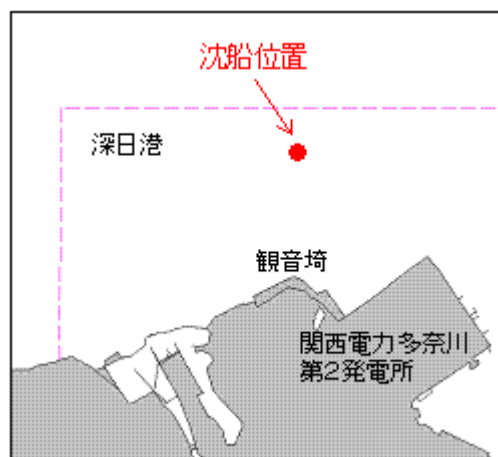 沈船位置
深日港
観音埼
関西電力多奈川
第2発電所